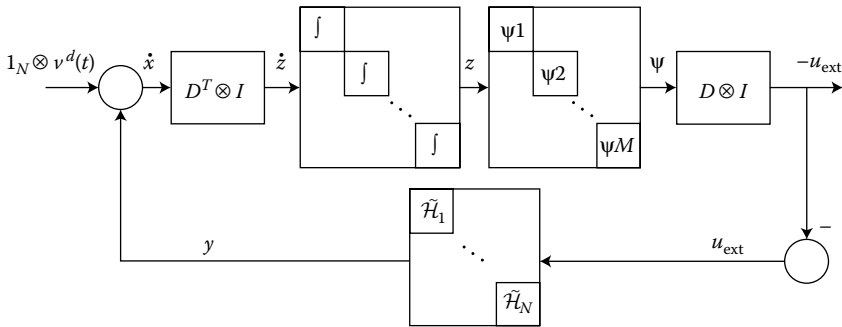 1_N ⊗ v^d(t)
ẋ
D^T ⊗ I
ż
∫
∫
∫
z
ψ1
ψ2
ψM
ψ
D ⊗ I
−u_ext
−
u_ext
H̃_1
H̃_N
y